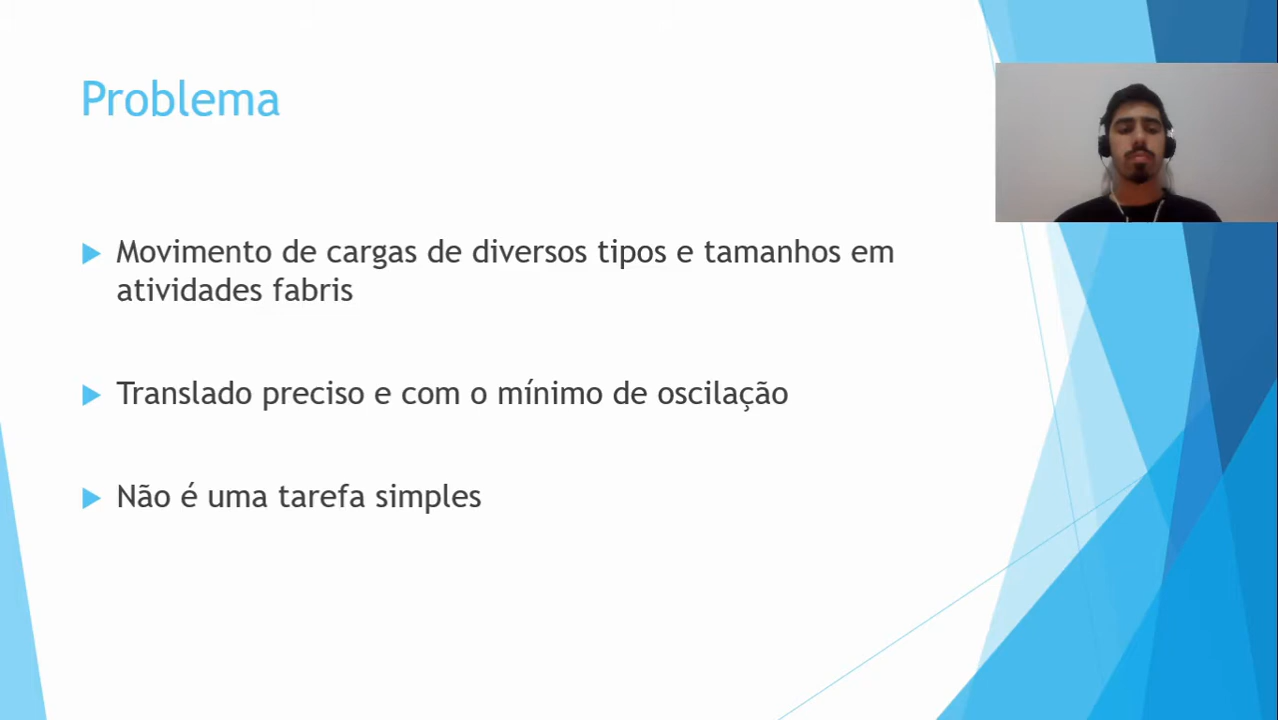 Problema
Movimento de cargas de diversos tipos e tamanhos em
atividades fabris
Translado preciso e com o mínimo de oscilação
Não é uma tarefa simples